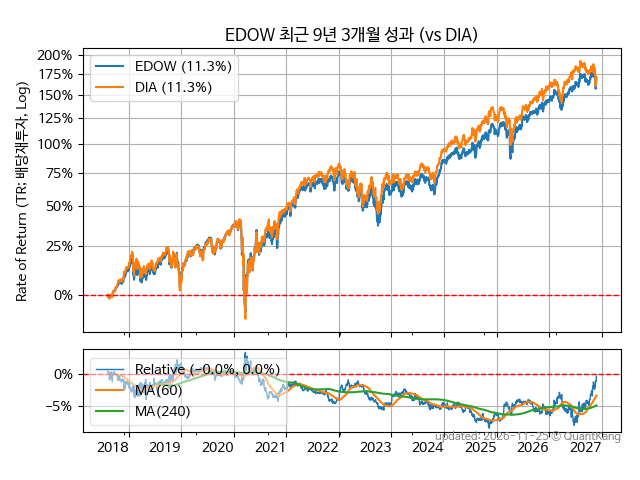 EDOW 최근 9년 3개월 성과 (vs DIA)
Rate of Return (TR: 배당재투자, Log)
200%
175%
150%
125%
100%
75%
50%
25%
0%
EDOW (11.3%)
DIA (11.3%)
0%
−5%
Relative (−0.0%, 0.0%)
MA(60)
MA(240)
2018 2019 2020 2021 2022 2023 2024 2025 2026 2027
updated: 2026-11-25 © QuantKang